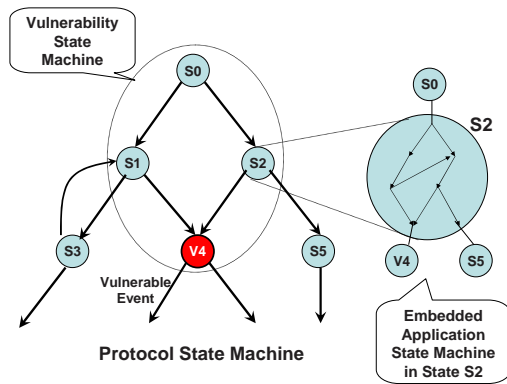 Vulnerability
State
Machine
S0
S0
S2
S1
S2
S3
V4
S5
V4
S5
Vulnerable
Event
Embedded
Application
State Machine
in State S2
Protocol State Machine